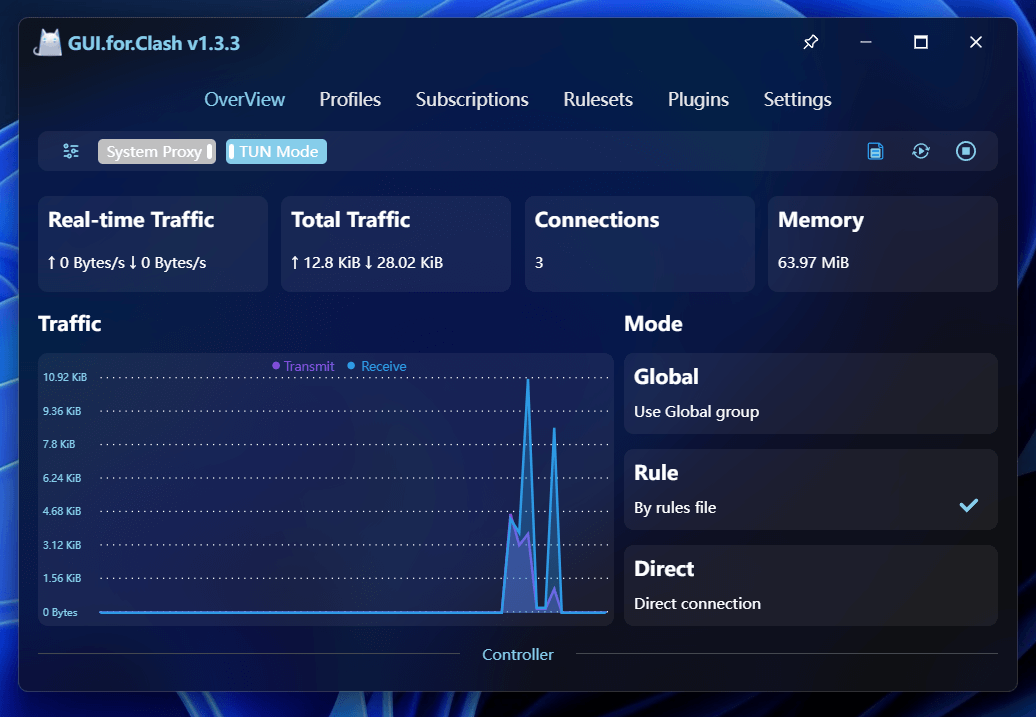 GUI.for.Clash v1.3.3
OverView Profiles Subscriptions Rulesets Plugins Settings
System Proxy TUN Mode
Real-time Traffic
↑ 0 Bytes/s ↓ 0 Bytes/s
Total Traffic
↑ 12.8 KiB ↓ 28.02 KiB
Connections
3
Memory
63.97 MiB
Traffic
Transmit Receive
10.92 KiB
9.36 KiB
7.8 KiB
6.24 KiB
4.68 KiB
3.12 KiB
1.56 KiB
0 Bytes
Mode
Global
Use Global group
Rule
By rules file
Direct
Direct connection
Controller